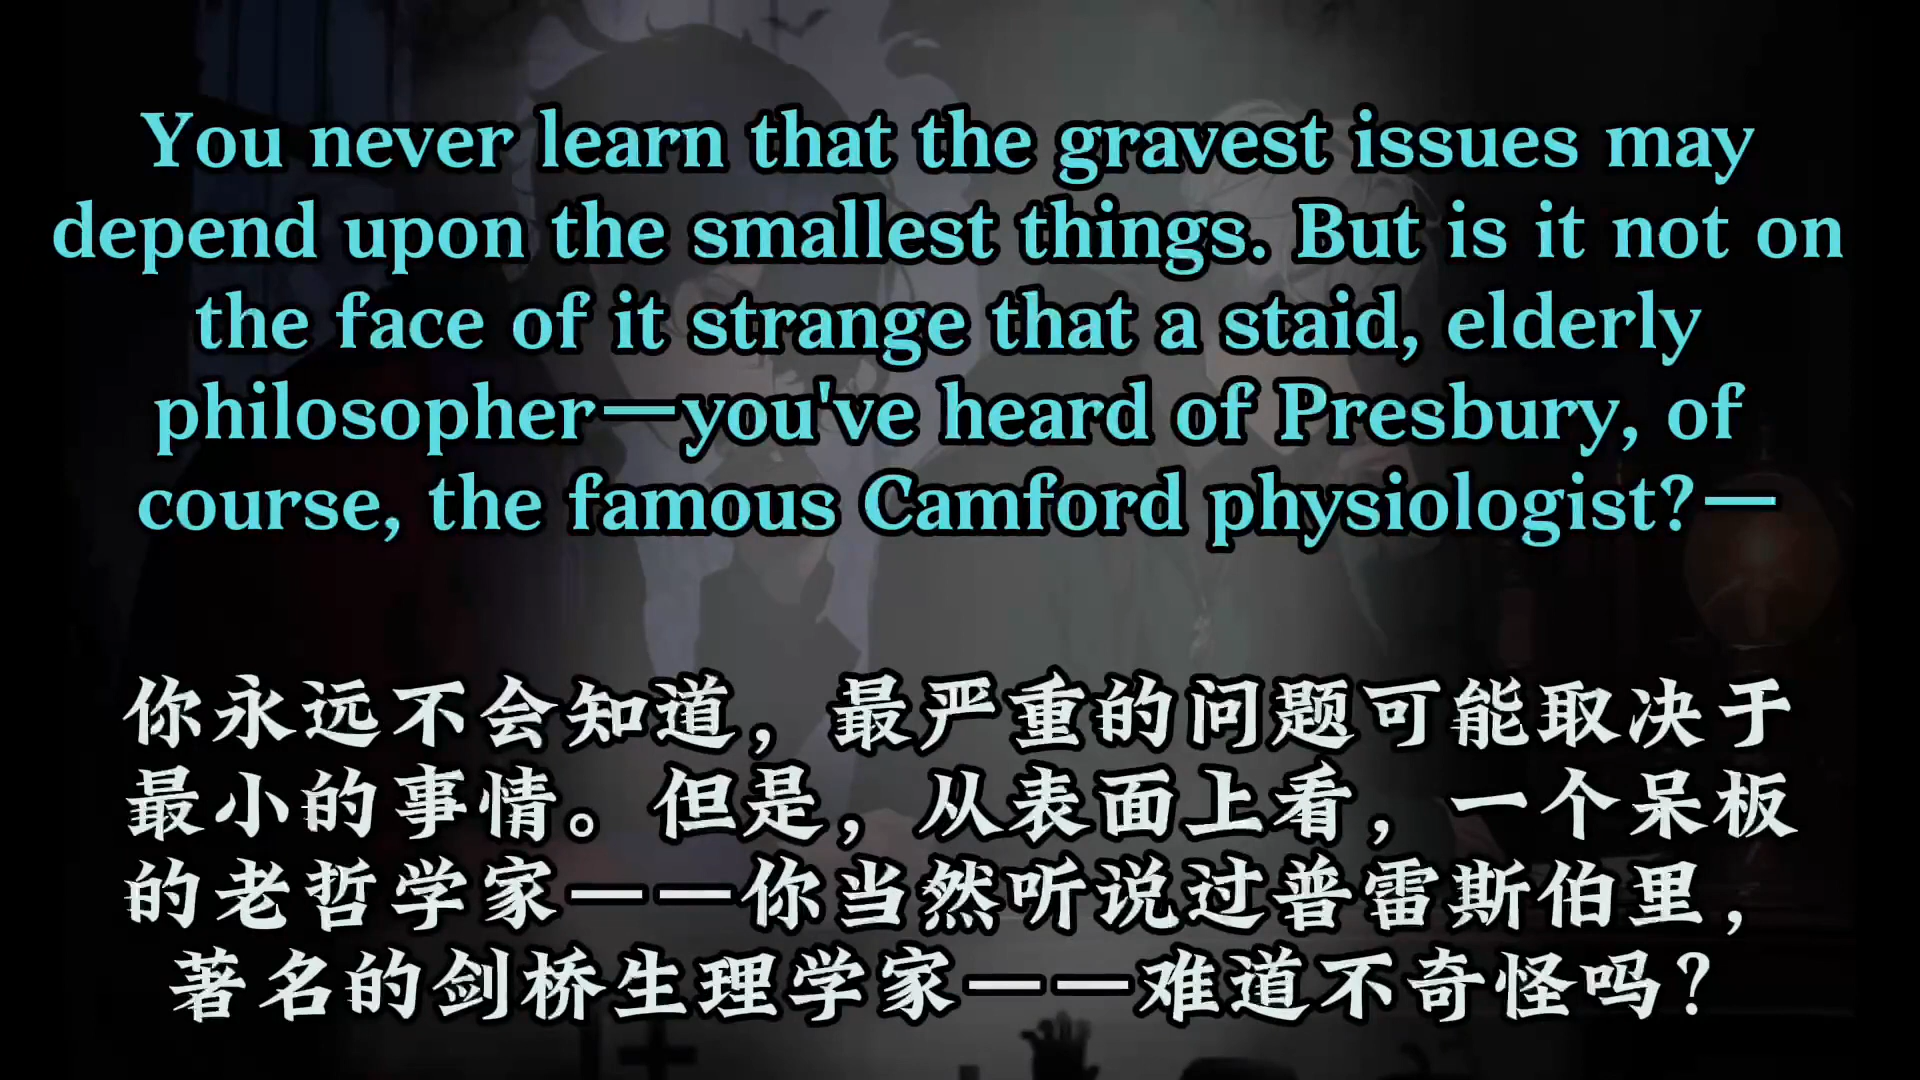 You never learn that the gravest issues may
depend upon the smallest things. But is it not on
the face of it strange that a staid, elderly
philosopher—you've heard of Presbury, of
course, the famous Camford physiologist?—
你永远不会知道，最严重的问题可能取决于
最小的事情。但是，从表面上看，一个呆板
的老哲学家——你当然听说过普雷斯伯里，
著名的剑桥生理学家——难道不奇怪吗？